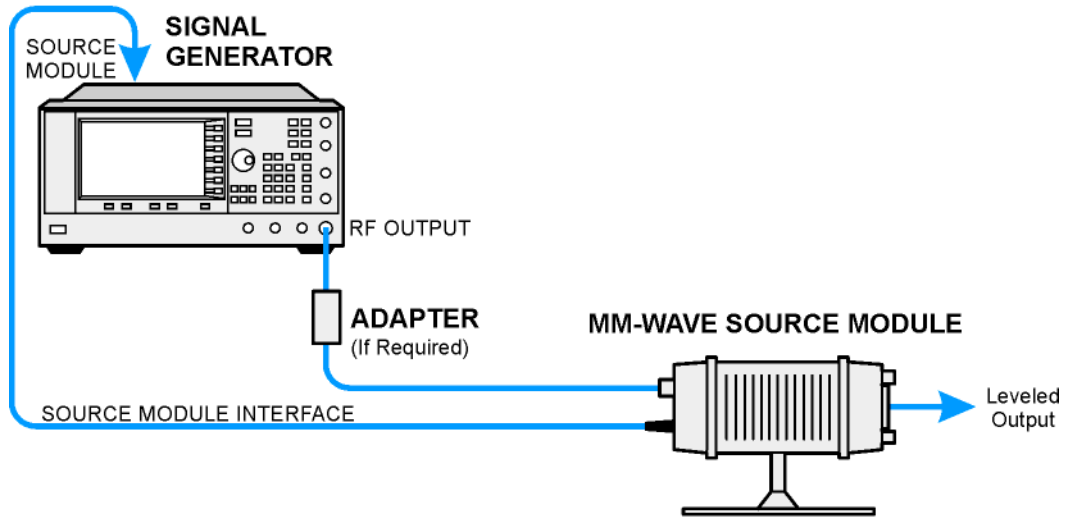 SIGNAL
GENERATOR
SOURCE
MODULE
RF OUTPUT
ADAPTER
(If Required)
MM-WAVE SOURCE MODULE
SOURCE MODULE INTERFACE
Leveled
Output